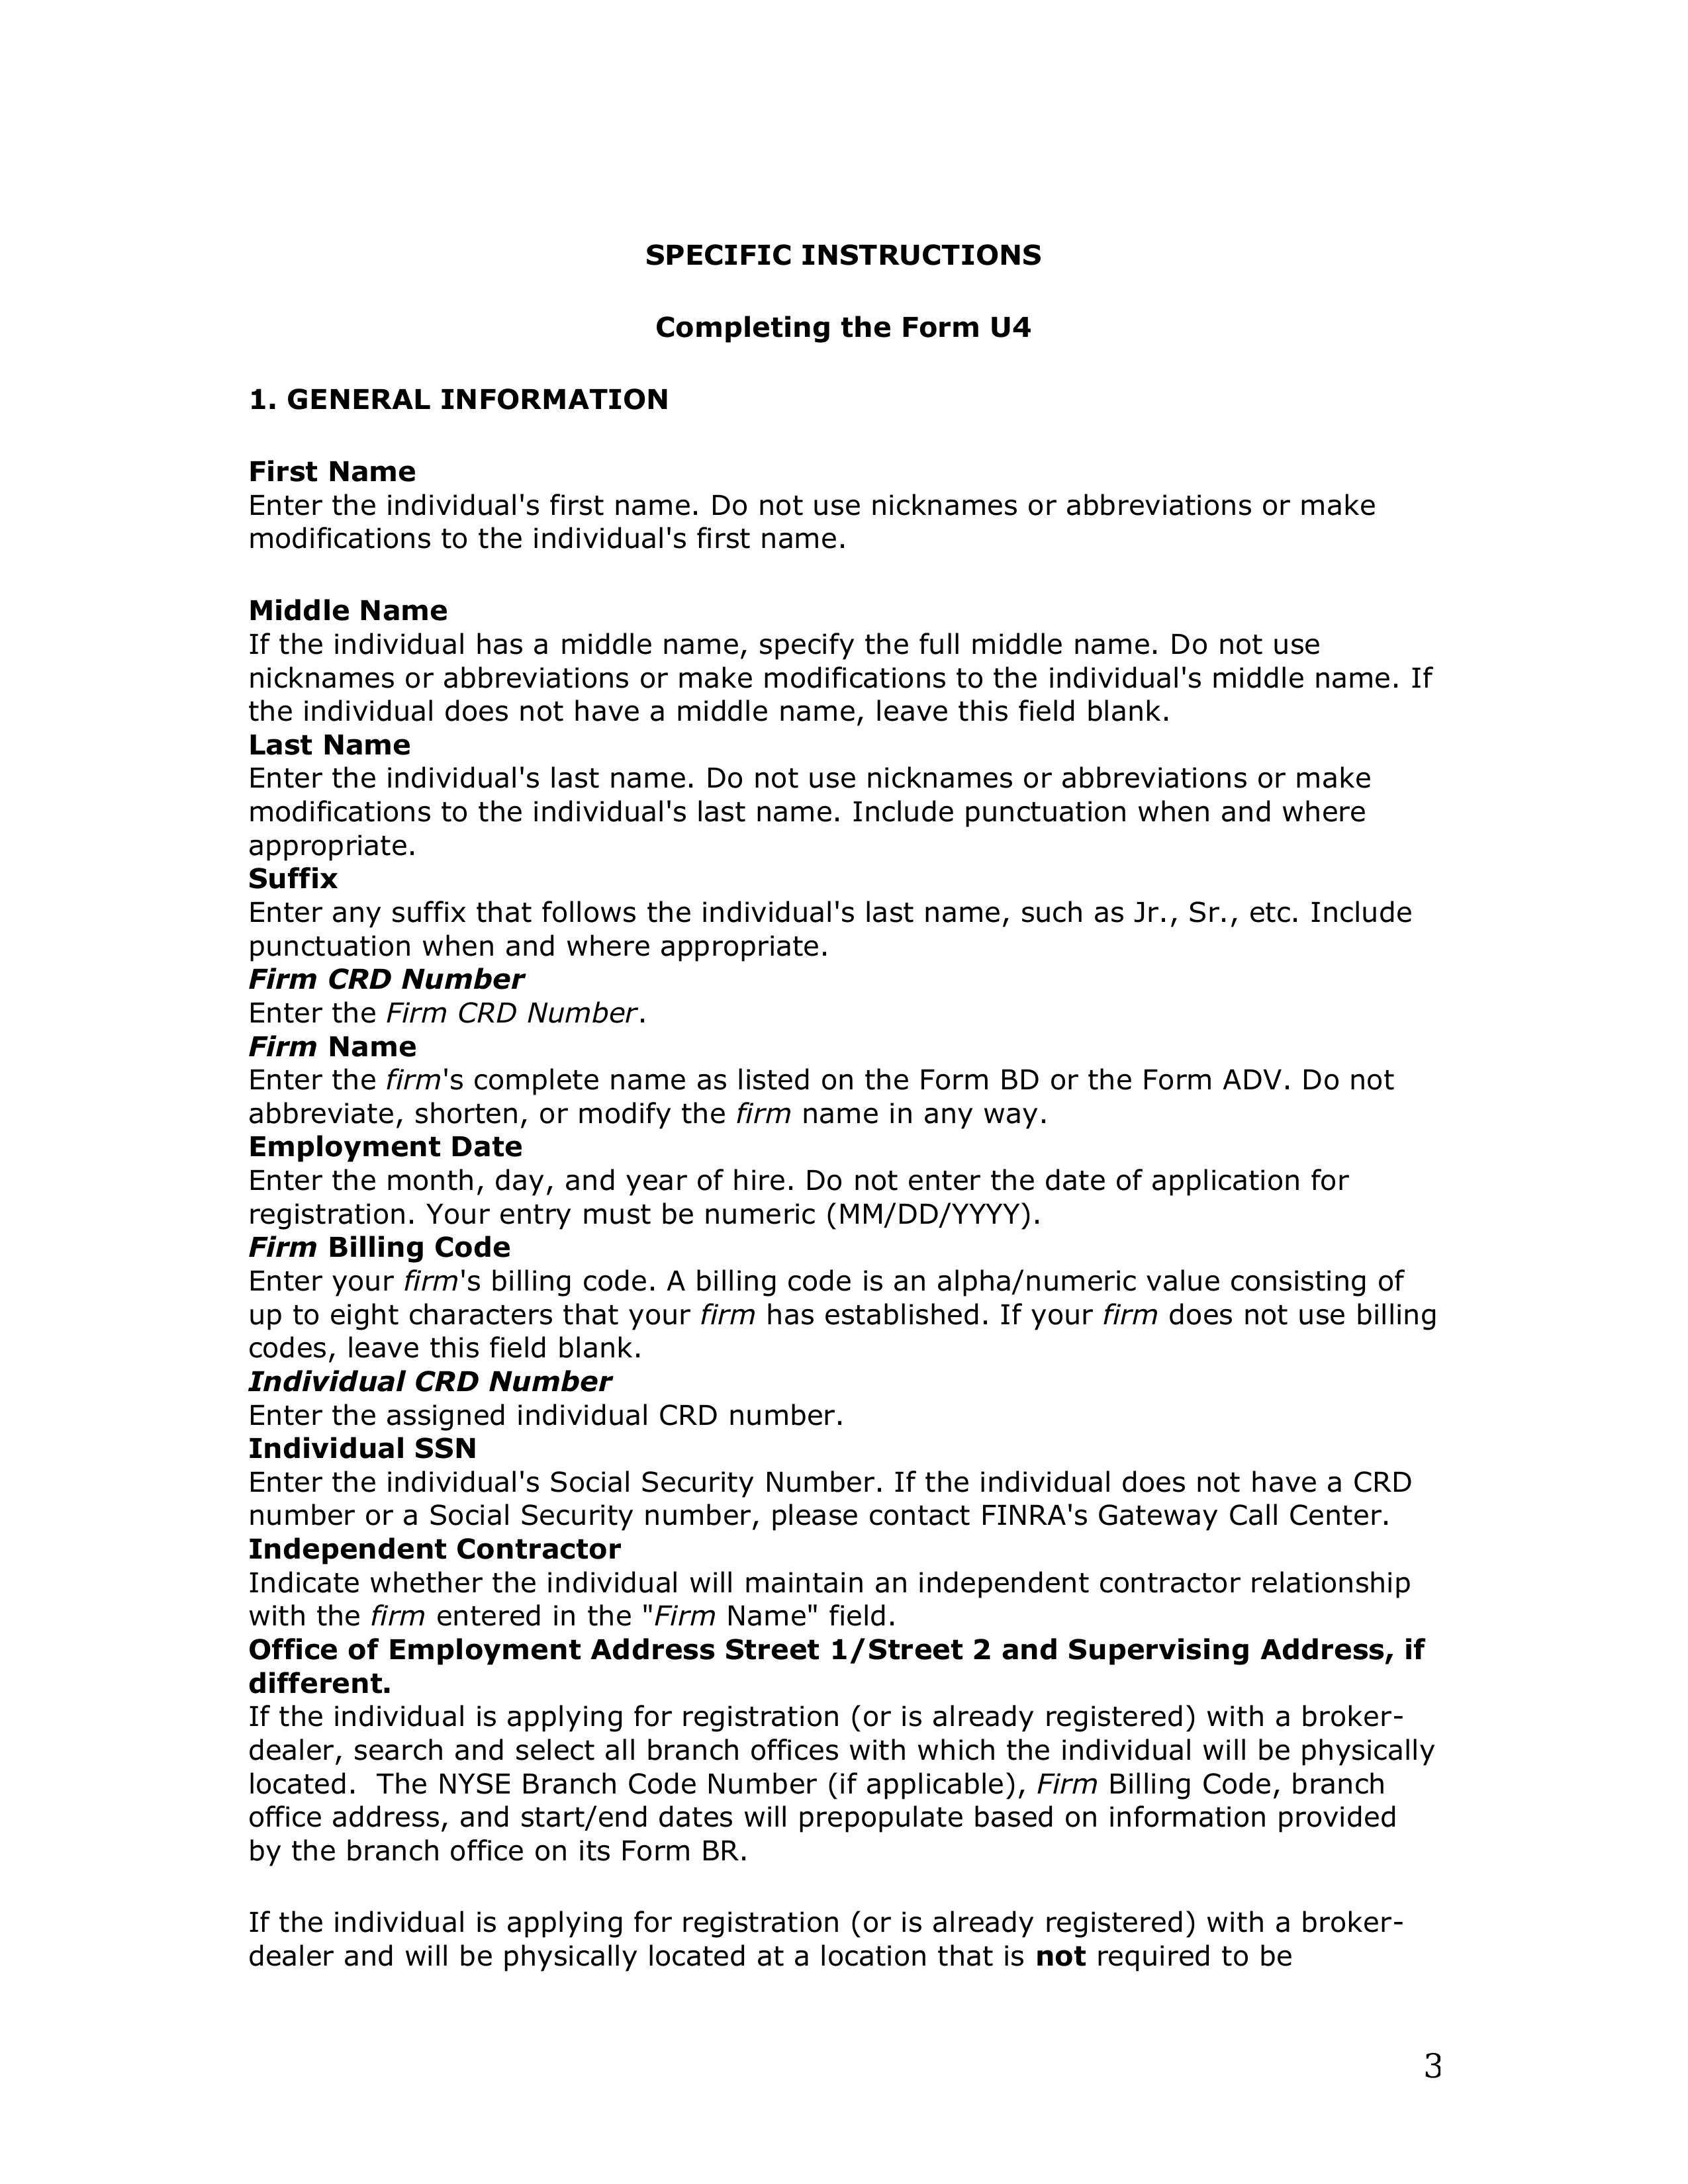 SPECIFIC INSTRUCTIONS
Completing the Form U4
1. GENERAL INFORMATION
First Name
Enter the individual's first name. Do not use nicknames or abbreviations or make
modifications to the individual's first name.
Middle Name
If the individual has a middle name, specify the full middle name. Do not use
nicknames or abbreviations or make modifications to the individual's middle name. If
the individual does not have a middle name, leave this field blank.
Last Name
Enter the individual's last name. Do not use nicknames or abbreviations or make
modifications to the individual's last name. Include punctuation when and where
appropriate.
Suffix
Enter any suffix that follows the individual's last name, such as Jr., Sr., etc. Include
punctuation when and where appropriate.
Firm CRD Number
Enter the Firm CRD Number.
Firm Name
Enter the firm's complete name as listed on the Form BD or the Form ADV. Do not
abbreviate, shorten, or modify the firm name in any way.
Employment Date
Enter the month, day, and year of hire. Do not enter the date of application for
registration. Your entry must be numeric (MM/DD/YYYY).
Firm Billing Code
Enter your firm's billing code. A billing code is an alpha/numeric value consisting of
up to eight characters that your firm has established. If your firm does not use billing
codes, leave this field blank.
Individual CRD Number
Enter the assigned individual CRD number.
Individual SSN
Enter the individual's Social Security Number. If the individual does not have a CRD
number or a Social Security number, please contact FINRA's Gateway Call Center.
Independent Contractor
Indicate whether the individual will maintain an independent contractor relationship
with the firm entered in the "Firm Name" field.
Office of Employment Address Street 1/Street 2 and Supervising Address, if
different.
If the individual is applying for registration (or is already registered) with a broker-
dealer, search and select all branch offices with which the individual will be physically
located.  The NYSE Branch Code Number (if applicable), Firm Billing Code, branch
office address, and start/end dates will prepopulate based on information provided
by the branch office on its Form BR.
If the individual is applying for registration (or is already registered) with a broker-
dealer and will be physically located at a location that is not required to be
3